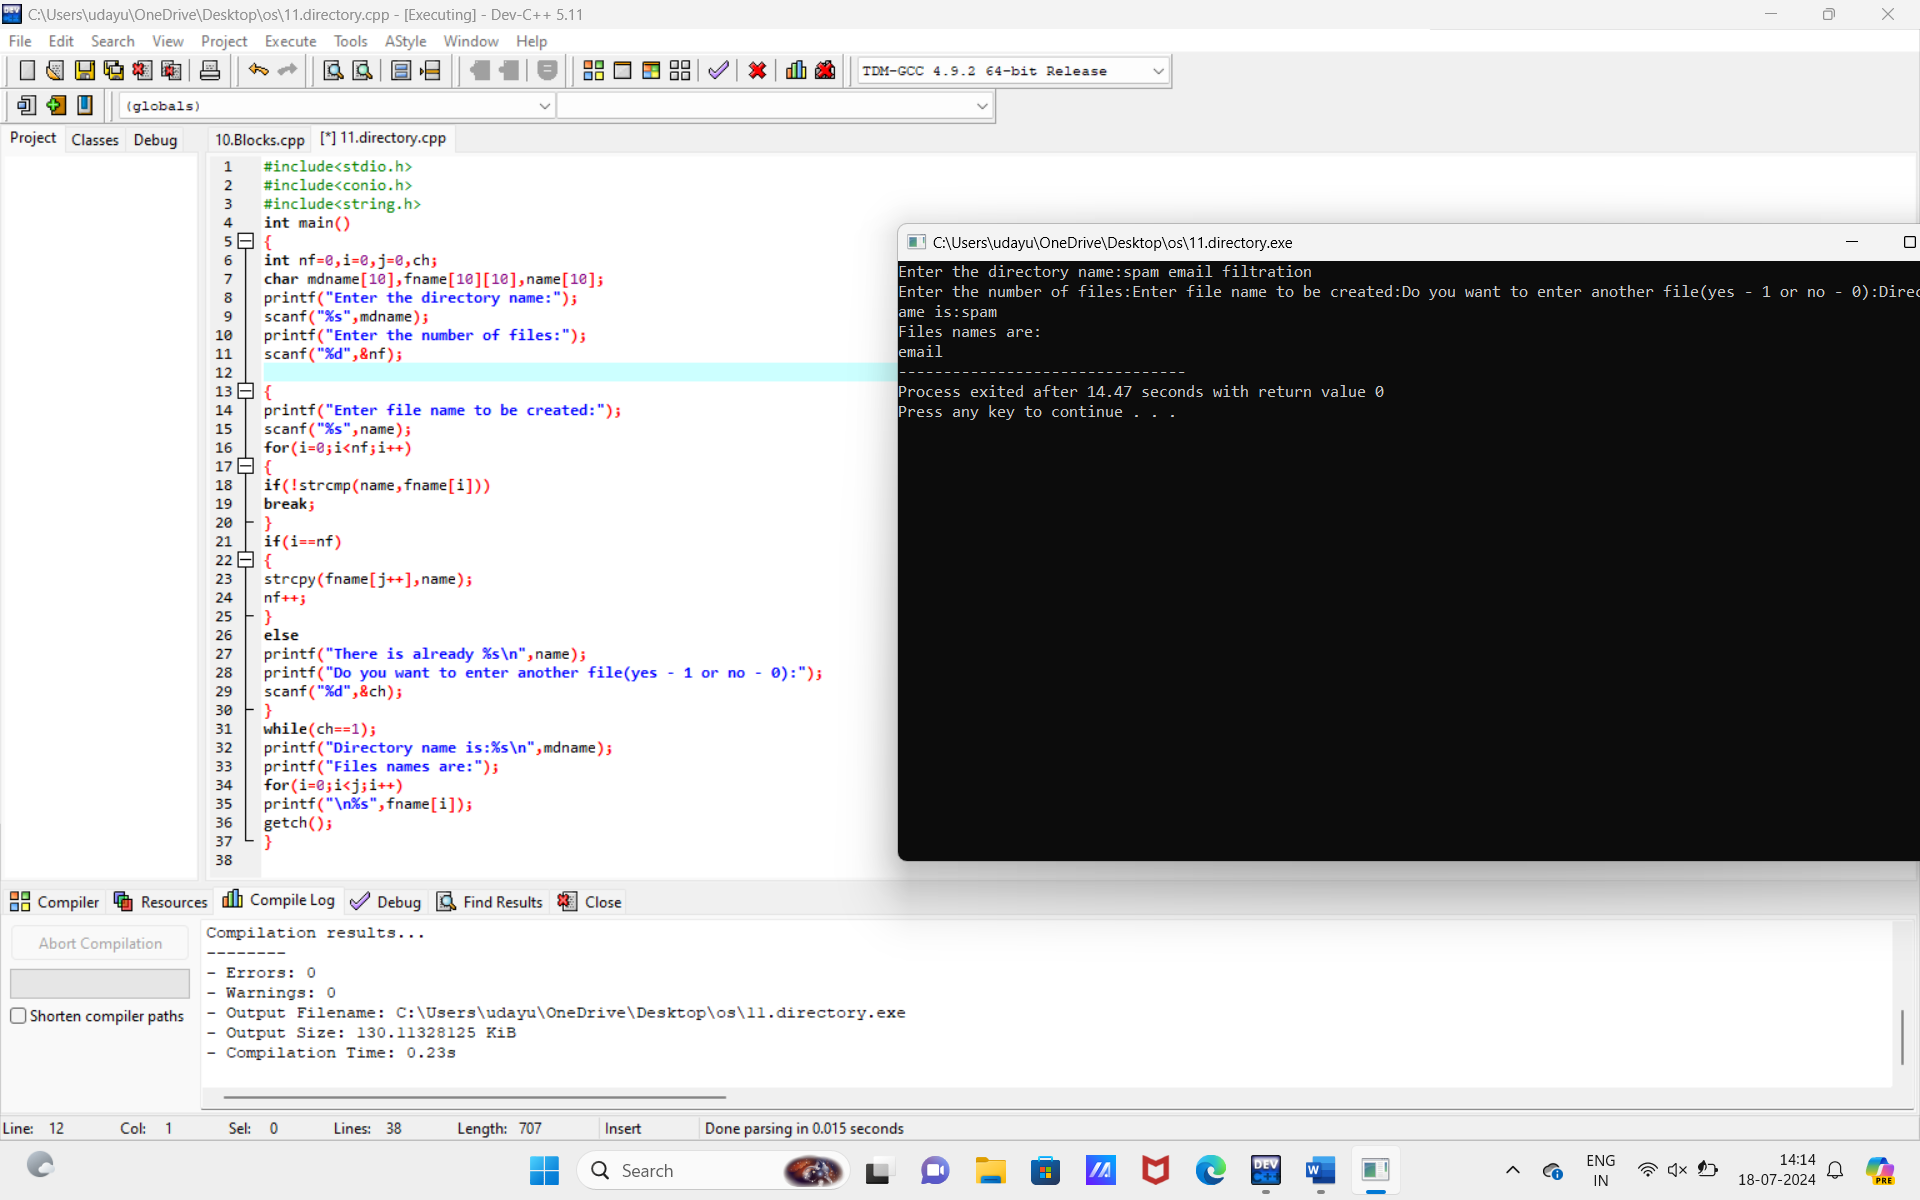 C:\Users\udayu\OneDrive\Desktop\os\11.directory.cpp - [Executing] - Dev-C++ 5.11
File Edit Search View Project Execute Tools AStyle Window Help
TDM-GCC 4.9.2 64-bit Release
(globals)
Project Classes Debug
10.Blocks.cpp [*] 11.directory.cpp
1 #include<stdio.h>
2 #include<conio.h>
3 #include<string.h>
4 int main()
5 {
6 int nf=0,i=0,j=0,ch;
7 char mdname[10],fname[10][10],name[10];
8 printf("Enter the directory name:");
9 scanf("%s",mdname);
10 printf("Enter the number of files:");
11 scanf("%d",&nf);
12
13 {
14 printf("Enter file name to be created:");
15 scanf("%s",name);
16 for(i=0;i<nf;i++)
17 {
18 if(!strcmp(name,fname[i]))
19 break;
20 }
21 if(i==nf)
22 {
23 strcpy(fname[j++],name);
24 nf++;
25 }
26 else
27 printf("There is already %s\n",name);
28 printf("Do you want to enter another file(yes - 1 or no - 0):");
29 scanf("%d",&ch);
30 }
31 while(ch==1);
32 printf("Directory name is:%s\n",mdname);
33 printf("Files names are:");
34 for(i=0;i<j;i++)
35 printf("\n%s",fname[i]);
36 getch();
37 }
38
C:\Users\udayu\OneDrive\Desktop\os\11.directory.exe
Enter the directory name:spam email filtration
Enter the number of files:Enter file name to be created:Do you want to enter another file(yes - 1 or no - 0):Direc
ame is:spam
Files names are:
email
--------------------------------
Process exited after 14.47 seconds with return value 0
Press any key to continue . . .
Compiler Resources Compile Log Debug Find Results Close
Abort Compilation
Shorten compiler paths
Compilation results...
--------
- Errors: 0
- Warnings: 0
- Output Filename: C:\Users\udayu\OneDrive\Desktop\os\11.directory.exe
- Output Size: 130.11328125 KiB
- Compilation Time: 0.23s
Line: 12 Col: 1 Sel: 0 Lines: 38 Length: 707 Insert Done parsing in 0.015 seconds
Search
DEV C++
W
PRE
ENG
IN
14:14
18-07-2024